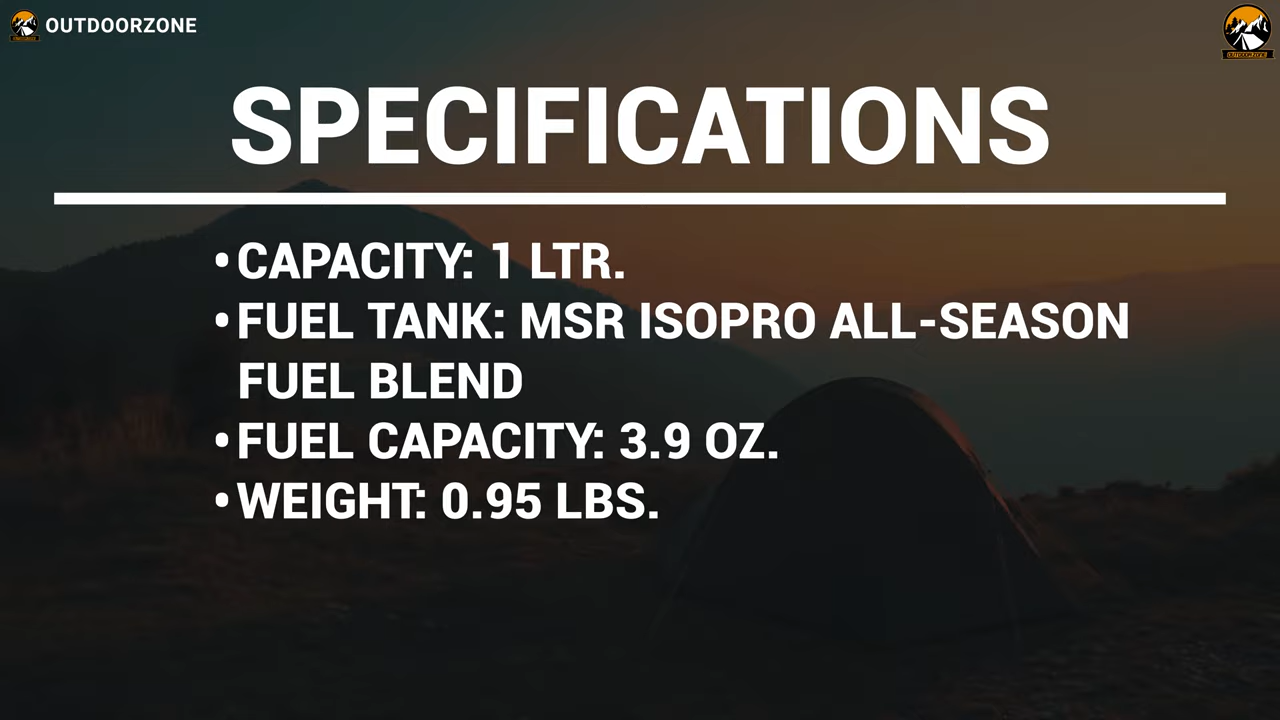 OUTDOORZONE
OUTDOORZONE
SPECIFICATIONS
•CAPACITY: 1 LTR.
•FUEL TANK: MSR ISOPRO ALL-SEASON
FUEL BLEND
•FUEL CAPACITY: 3.9 OZ.
•WEIGHT: 0.95 LBS.